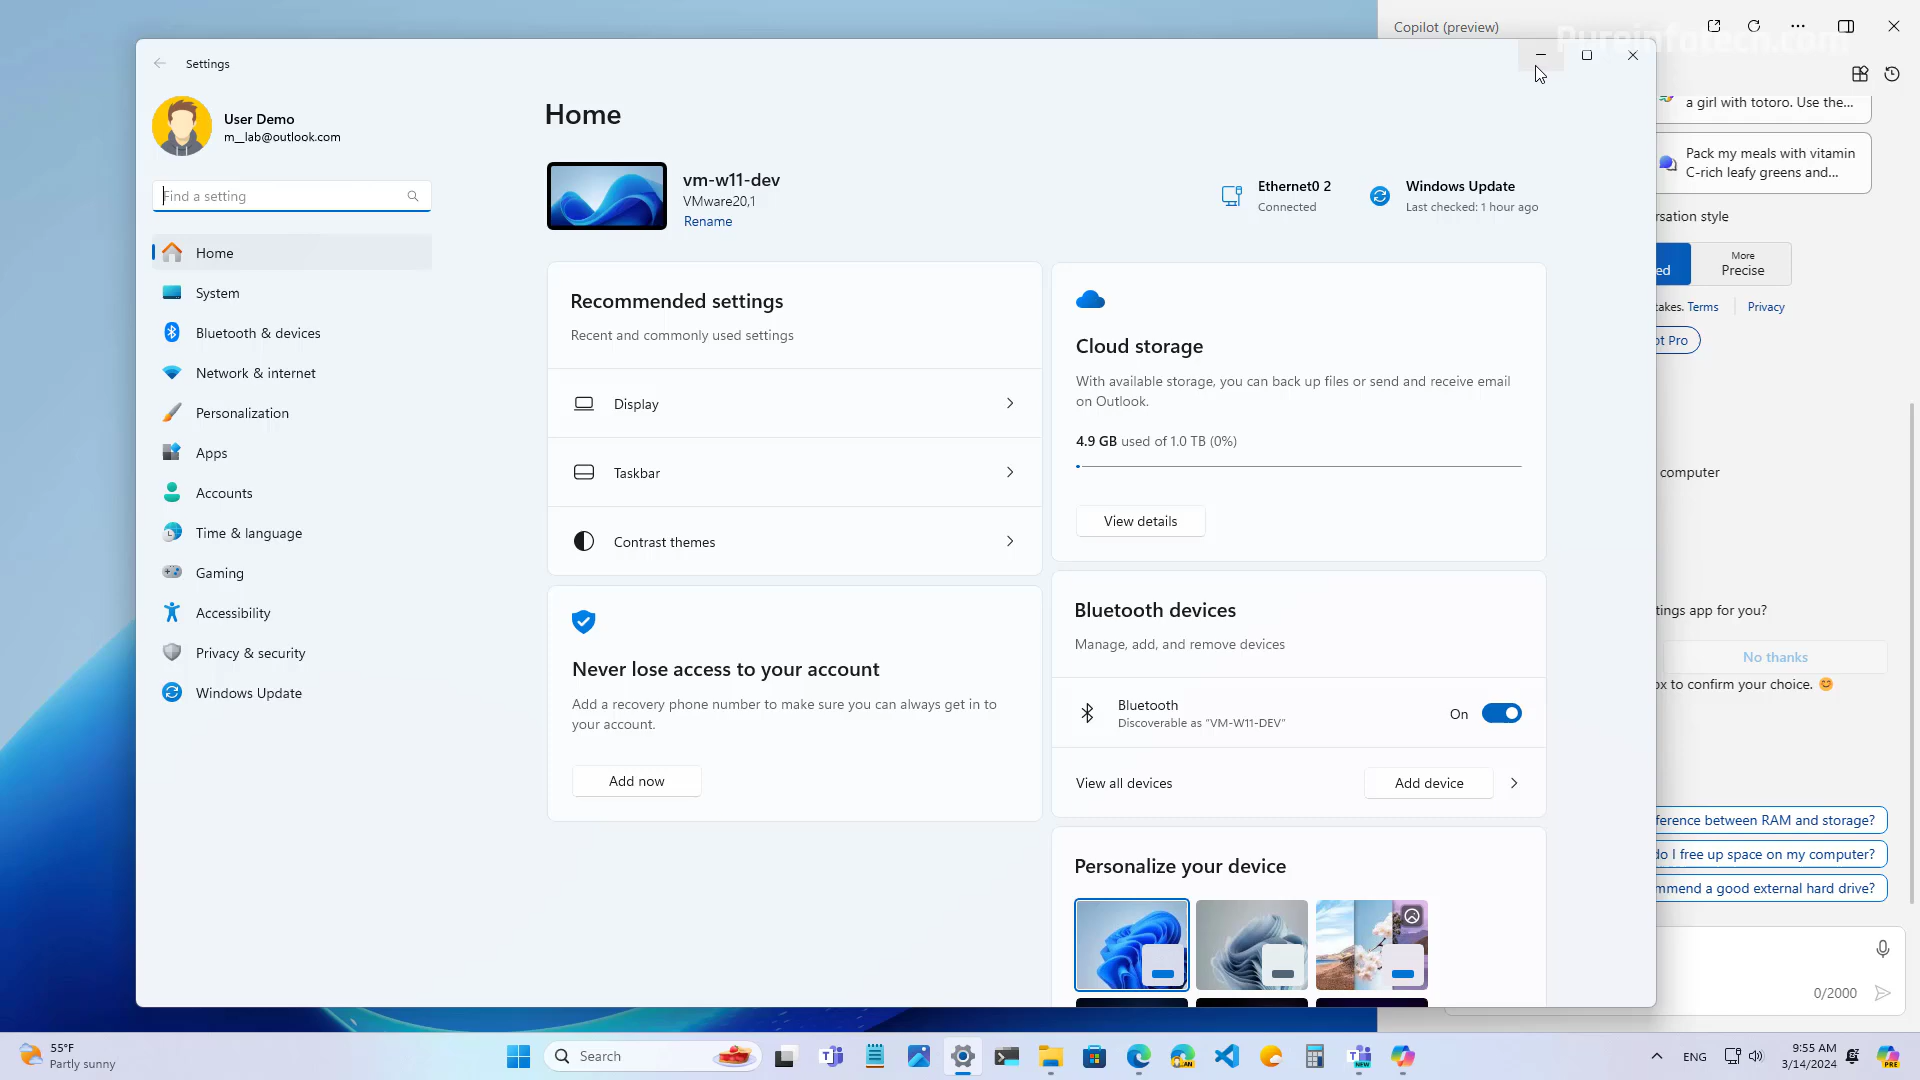 Copilot (preview)
Pureinfotech.com
Settings
User Demo
m__lab@outlook.com
Find a setting
Home
System
Bluetooth & devices
Network & internet
Personalization
Apps
Accounts
Time & language
Gaming
Accessibility
Privacy & security
Windows Update
Home
vm-w11-dev
VMware20,1
Rename
Ethernet0 2
Connected
Windows Update
Last checked: 1 hour ago
Recommended settings
Recent and commonly used settings
Display
Taskbar
Contrast themes
Never lose access to your account
Add a recovery phone number to make sure you can always get in to
your account.
Add now
Cloud storage
With available storage, you can back up files or send and receive email
on Outlook.
4.9 GB used of 1.0 TB (0%)
View details
Bluetooth devices
Manage, add, and remove devices
Bluetooth
Discoverable as "VM-W11-DEV"
On
View all devices
Add device
Personalize your device
a girl with totoro. Use the...
Pack my meals with vitamin
C-rich leafy greens and...
rsation style
ed
More
Precise
takes. Terms
Privacy
ot Pro
computer
tings app for you?
No thanks
ox to confirm your choice. 😊
ference between RAM and storage?
do I free up space on my computer?
mmend a good external hard drive?
0/2000
55°F
Partly sunny
Search
CAN
NEW
ENG
9:55 AM
3/14/2024
PRE